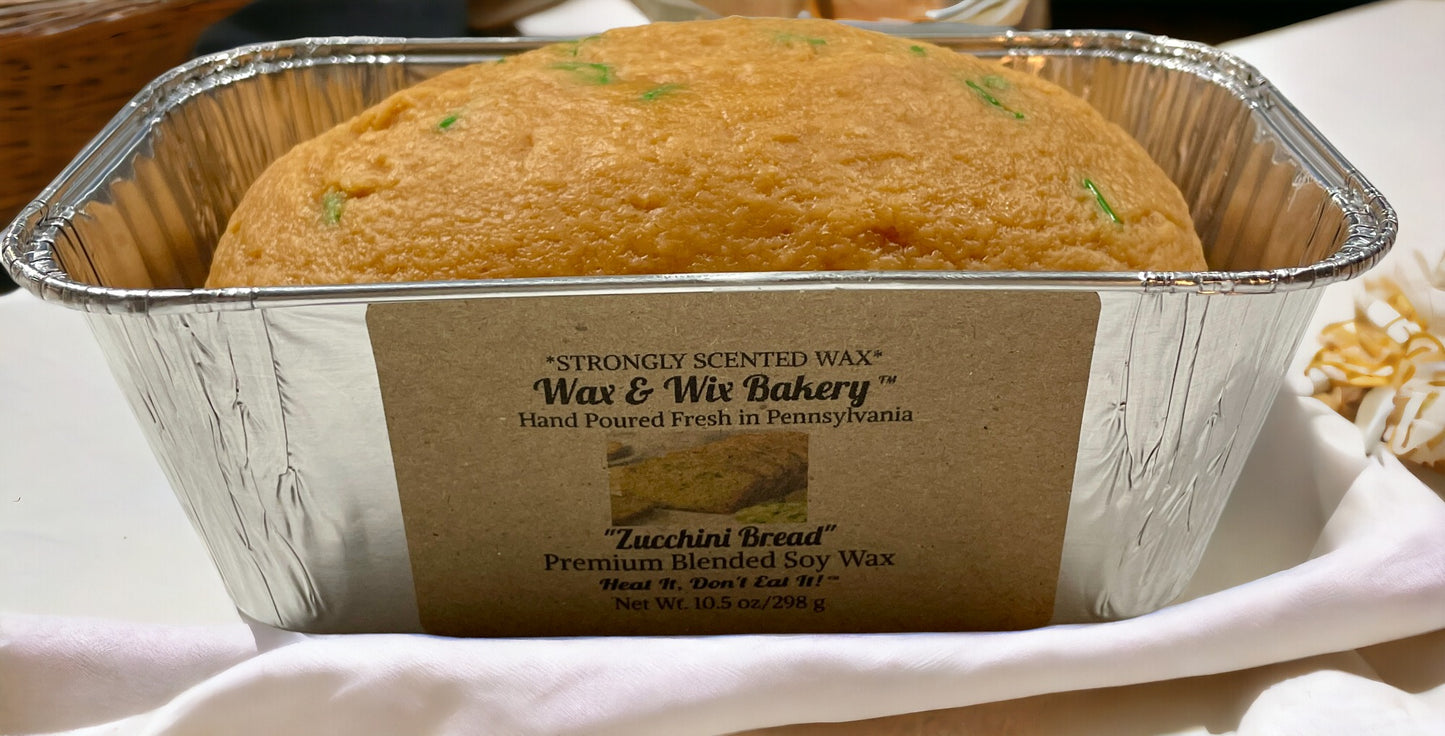 *STRONGLY SCENTED WAX*
Wax & Wix Bakery™
Hand Poured Fresh in Pennsylvania
"Zucchini Bread"
Premium Blended Soy Wax
Heat It, Don't Eat It!™
Net Wt. 10.5 oz/298 g